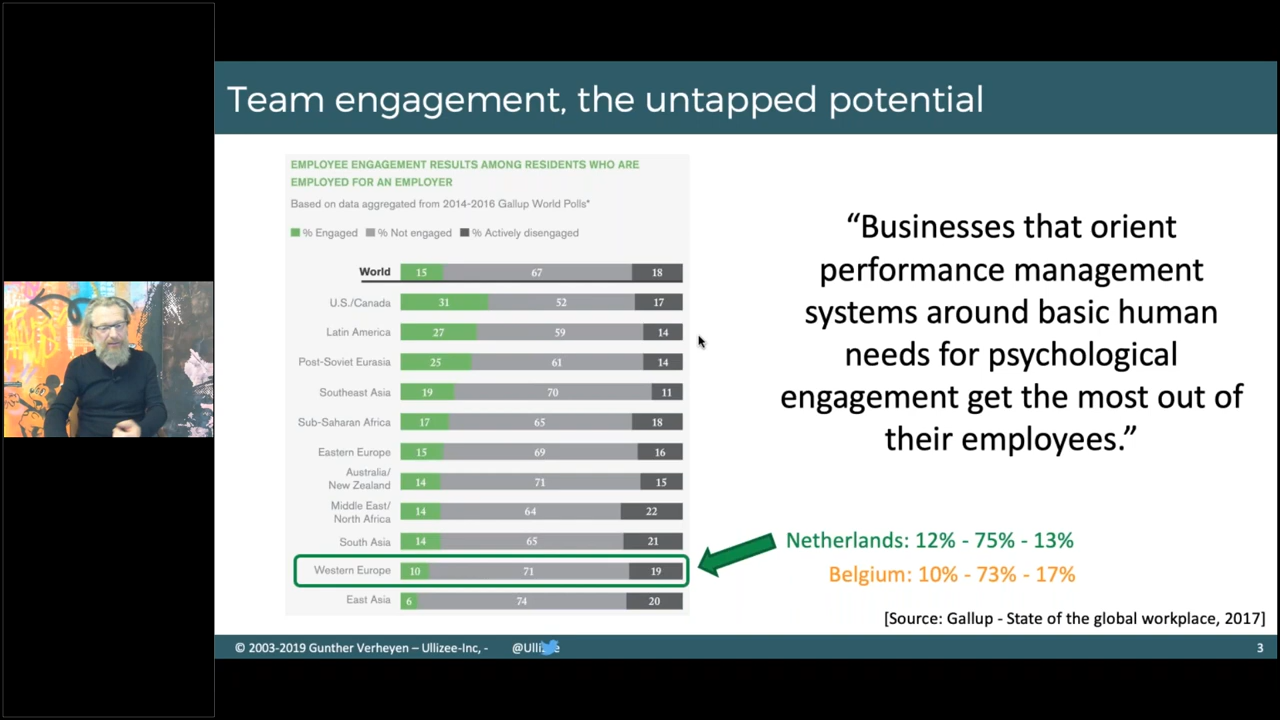 Team engagement, the untapped potential
EMPLOYEE ENGAGEMENT RESULTS AMONG RESIDENTS WHO ARE
EMPLOYED FOR AN EMPLOYER
Based on data aggregated from 2014-2016 Gallup World Polls*
% Engaged % Not engaged % Actively disengaged
World 15 67 18
U.S./Canada 31 52 17
Latin America 27 59 14
Post-Soviet Eurasia 25 61 14
Southeast Asia 19 70 11
Sub-Saharan Africa 17 65 18
Eastern Europe 15 69 16
Australia/
New Zealand 14 71 15
Middle East/
North Africa 14 64 22
South Asia 14 65 21
Western Europe 10 71 19
East Asia 6 74 20
“Businesses that orient
performance management
systems around basic human
needs for psychological
engagement get the most out of
their employees.”
Netherlands: 12% - 75% - 13%
Belgium: 10% - 73% - 17%
[Source: Gallup - State of the global workplace, 2017]
© 2003-2019 Gunther Verheyen – Ullizee-Inc, - @Ullizee 3